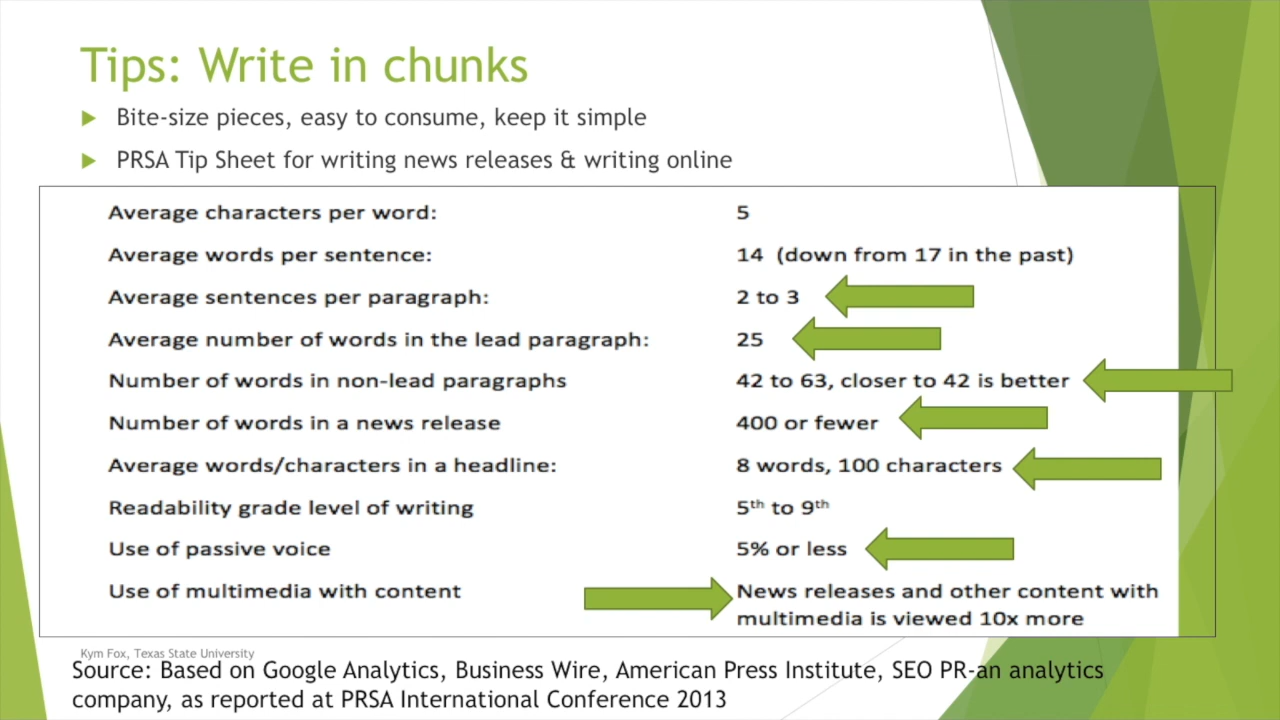 Tips: Write in chunks
Bite-size pieces, easy to consume, keep it simple
PRSA Tip Sheet for writing news releases & writing online
Average characters per word: 5
Average words per sentence: 14 (down from 17 in the past)
Average sentences per paragraph: 2 to 3
Average number of words in the lead paragraph: 25
Number of words in non-lead paragraphs 42 to 63, closer to 42 is better
Number of words in a news release 400 or fewer
Average words/characters in a headline: 8 words, 100 characters
Readability grade level of writing 5th to 9th
Use of passive voice 5% or less
Use of multimedia with content News releases and other content with
multimedia is viewed 10x more
Kym Fox, Texas State University
Source: Based on Google Analytics, Business Wire, American Press Institute, SEO PR-an analytics
company, as reported at PRSA International Conference 2013